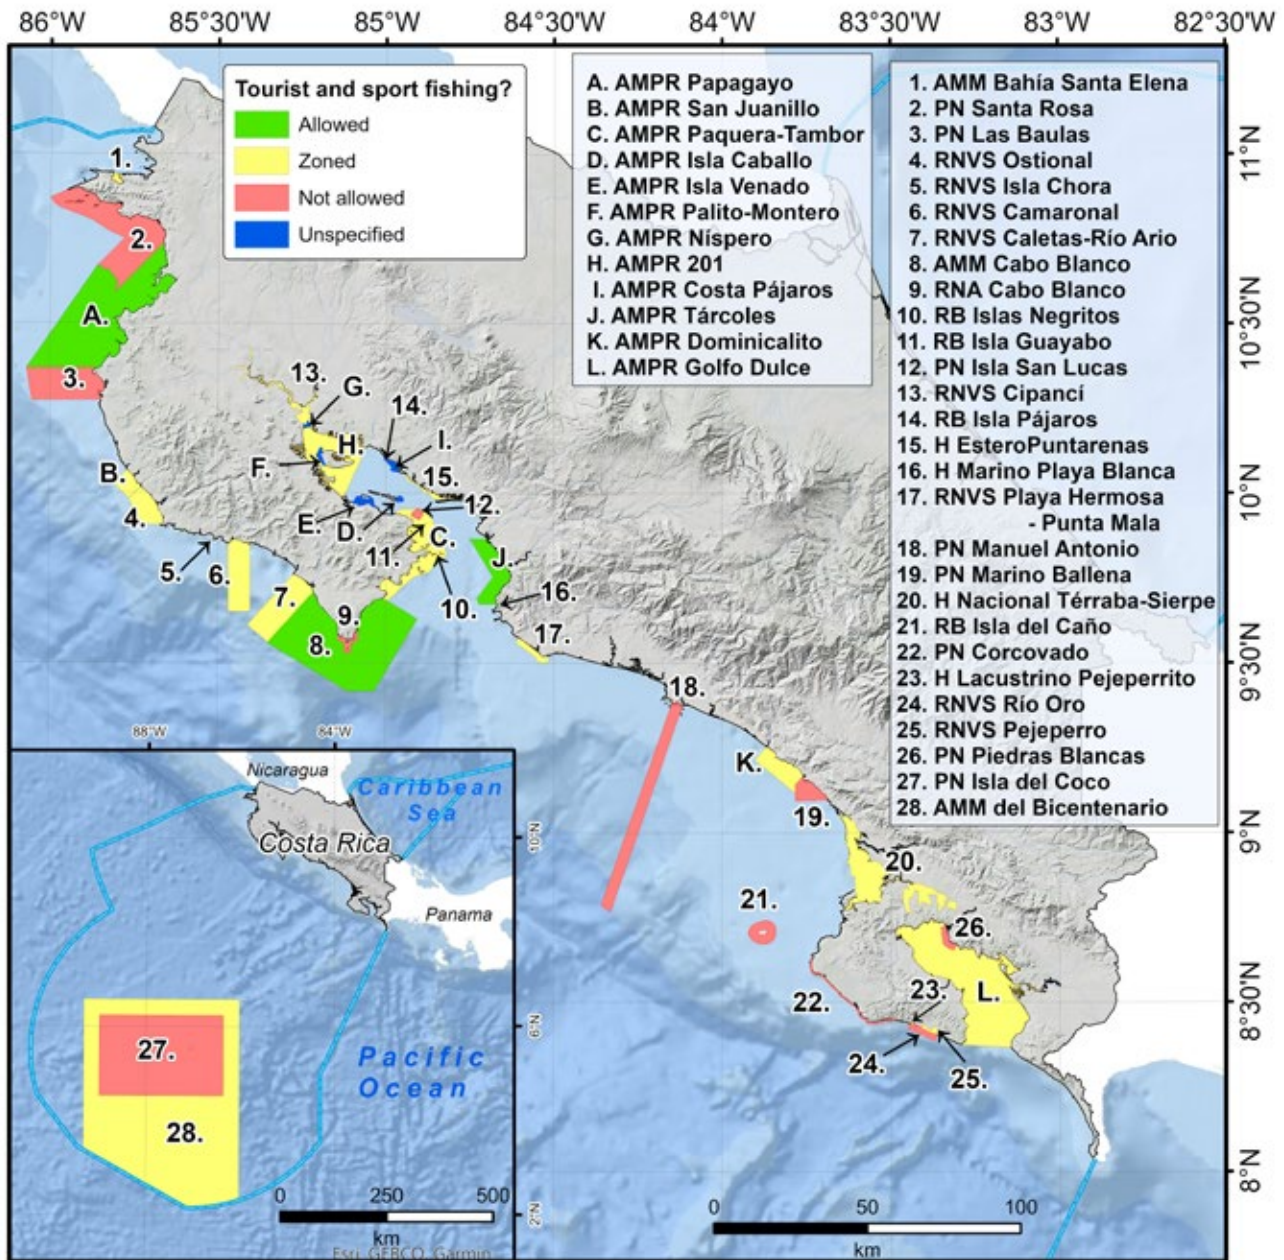 86°W 85°30'W 85°0'W 84°30'W 84°0'W 83°30'W 83°0'W 82°30'W
Tourist and sport fishing?
Allowed
Zoned
Not allowed
Unspecified
A. AMPR Papagayo
B. AMPR San Juanillo
C. AMPR Paquera-Tambor
D. AMPR Isla Caballo
E. AMPR Isla Venado
F. AMPR Palito-Montero
G. AMPR Níspero
H. AMPR 201
I. AMPR Costa Pájaros
J. AMPR Tárcoles
K. AMPR Dominicalito
L. AMPR Golfo Dulce
1. AMM Bahía Santa Elena
2. PN Santa Rosa
3. PN Las Baulas
4. RNVS Ostional
5. RNVS Isla Chora
6. RNVS Camaronal
7. RNVS Caletas-Río Ario
8. AMM Cabo Blanco
9. RNA Cabo Blanco
10. RB Islas Negritos
11. RB Isla Guayabo
12. PN Isla San Lucas
13. RNVS Cipancí
14. RB Isla Pájaros
15. H EsteroPuntarenas
16. H Marino Playa Blanca
17. RNVS Playa Hermosa
- Punta Mala
18. PN Manuel Antonio
19. PN Marino Ballena
20. H Nacional Térraba-Sierpe
21. RB Isla del Caño
22. PN Corcovado
23. H Lacustrino Pejeperrito
24. RNVS Río Oro
25. RNVS Pejeperro
26. PN Piedras Blancas
27. PN Isla del Coco
28. AMM del Bicentenario
11°N
10°30'N
10°N
9°30'N
9°N
8°30'N
8°N
1.
2.
A.
3.
13.
G.
14.
H.
I.
F.
15.
B.
12.
E.
D.
4.
11.
C.
J.
5.
6.
16.
7.
10.
9.
17.
8.
18.
K.
19.
20.
21.
26.
23.
L.
22.
24.
25.
88°W 84°W
Nicaragua
Caribbean
Sea
Costa Rica
10°N
Panama
6°N
27.
Pacific
Ocean
28.
2°N
0 250 500
km
Esri, GEBCO, Garmin
0 50 100
km